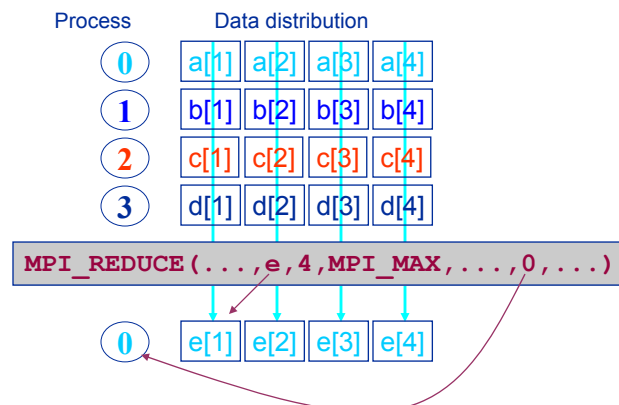 Process Data distribution
0 a[1] a[2] a[3] a[4]
1 b[1] b[2] b[3] b[4]
2 c[1] c[2] c[3] c[4]
3 d[1] d[2] d[3] d[4]
MPI_REDUCE(...,e,4,MPI_MAX,...,0,...)
0 e[1] e[2] e[3] e[4]